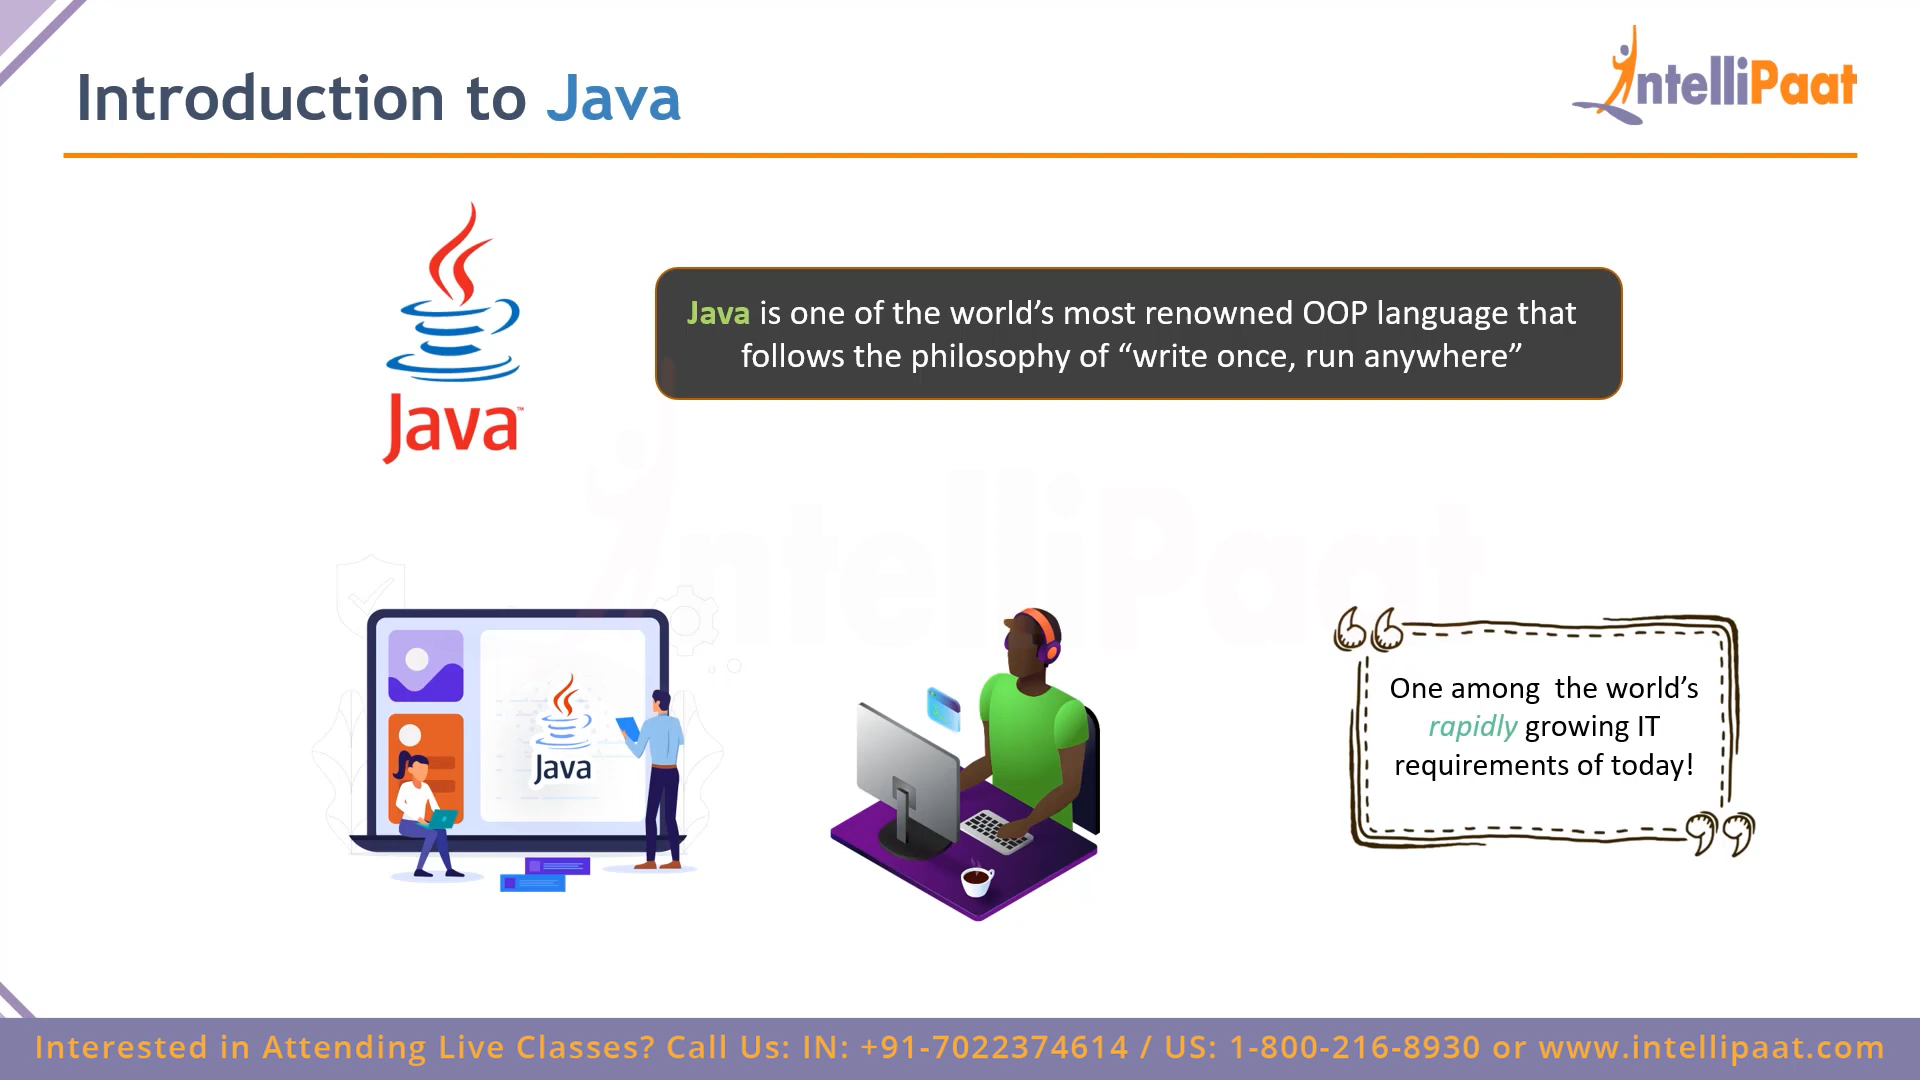 Introduction to Java
IntelliPaat
Java is one of the world’s most renowned OOP language that
follows the philosophy of “write once, run anywhere”
Java™
IntelliPaat
Java
One among  the world’s
rapidly growing IT
requirements of today!
Interested in Attending Live Classes? Call Us: IN: +91-7022374614 / US: 1-800-216-8930 or www.intellipaat.com